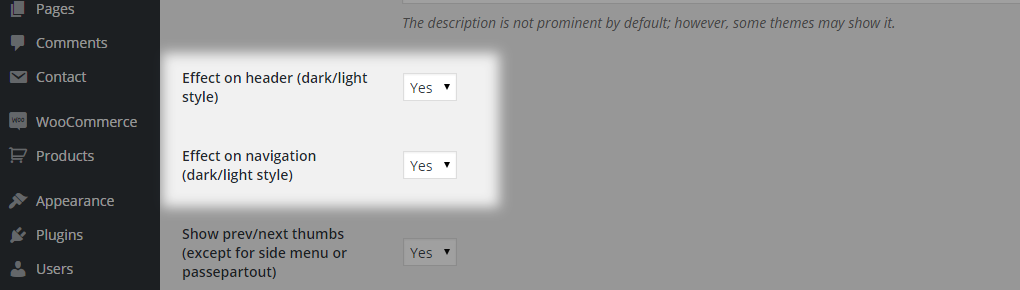 Pages
Comments
Contact
WooCommerce
Products
Appearance
Plugins
Users
The description is not prominent by default; however, some themes may show it.
Effect on header (dark/light
style)
Yes
Effect on navigation
(dark/light style)
Yes
Show prev/next thumbs
(except for side menu or
passepartout)
Yes